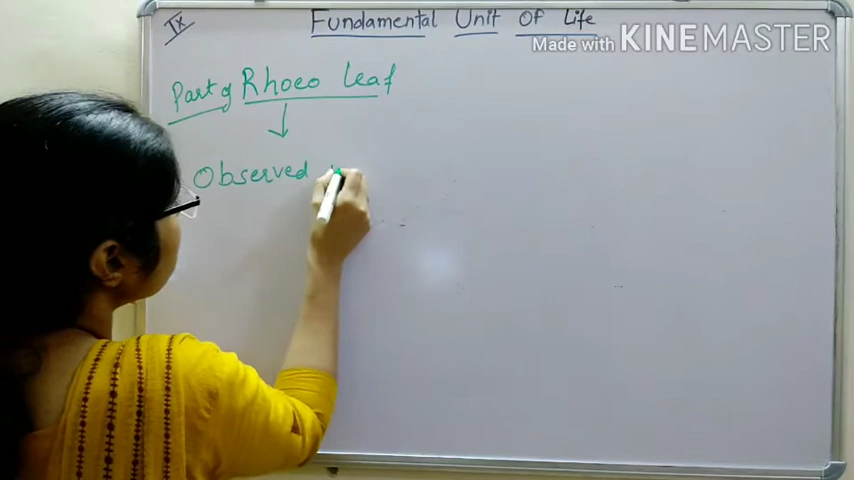 IX
Fundamental Unit Of Life
Made with KINEMASTER
Part of Rhoeo leaf
Observed